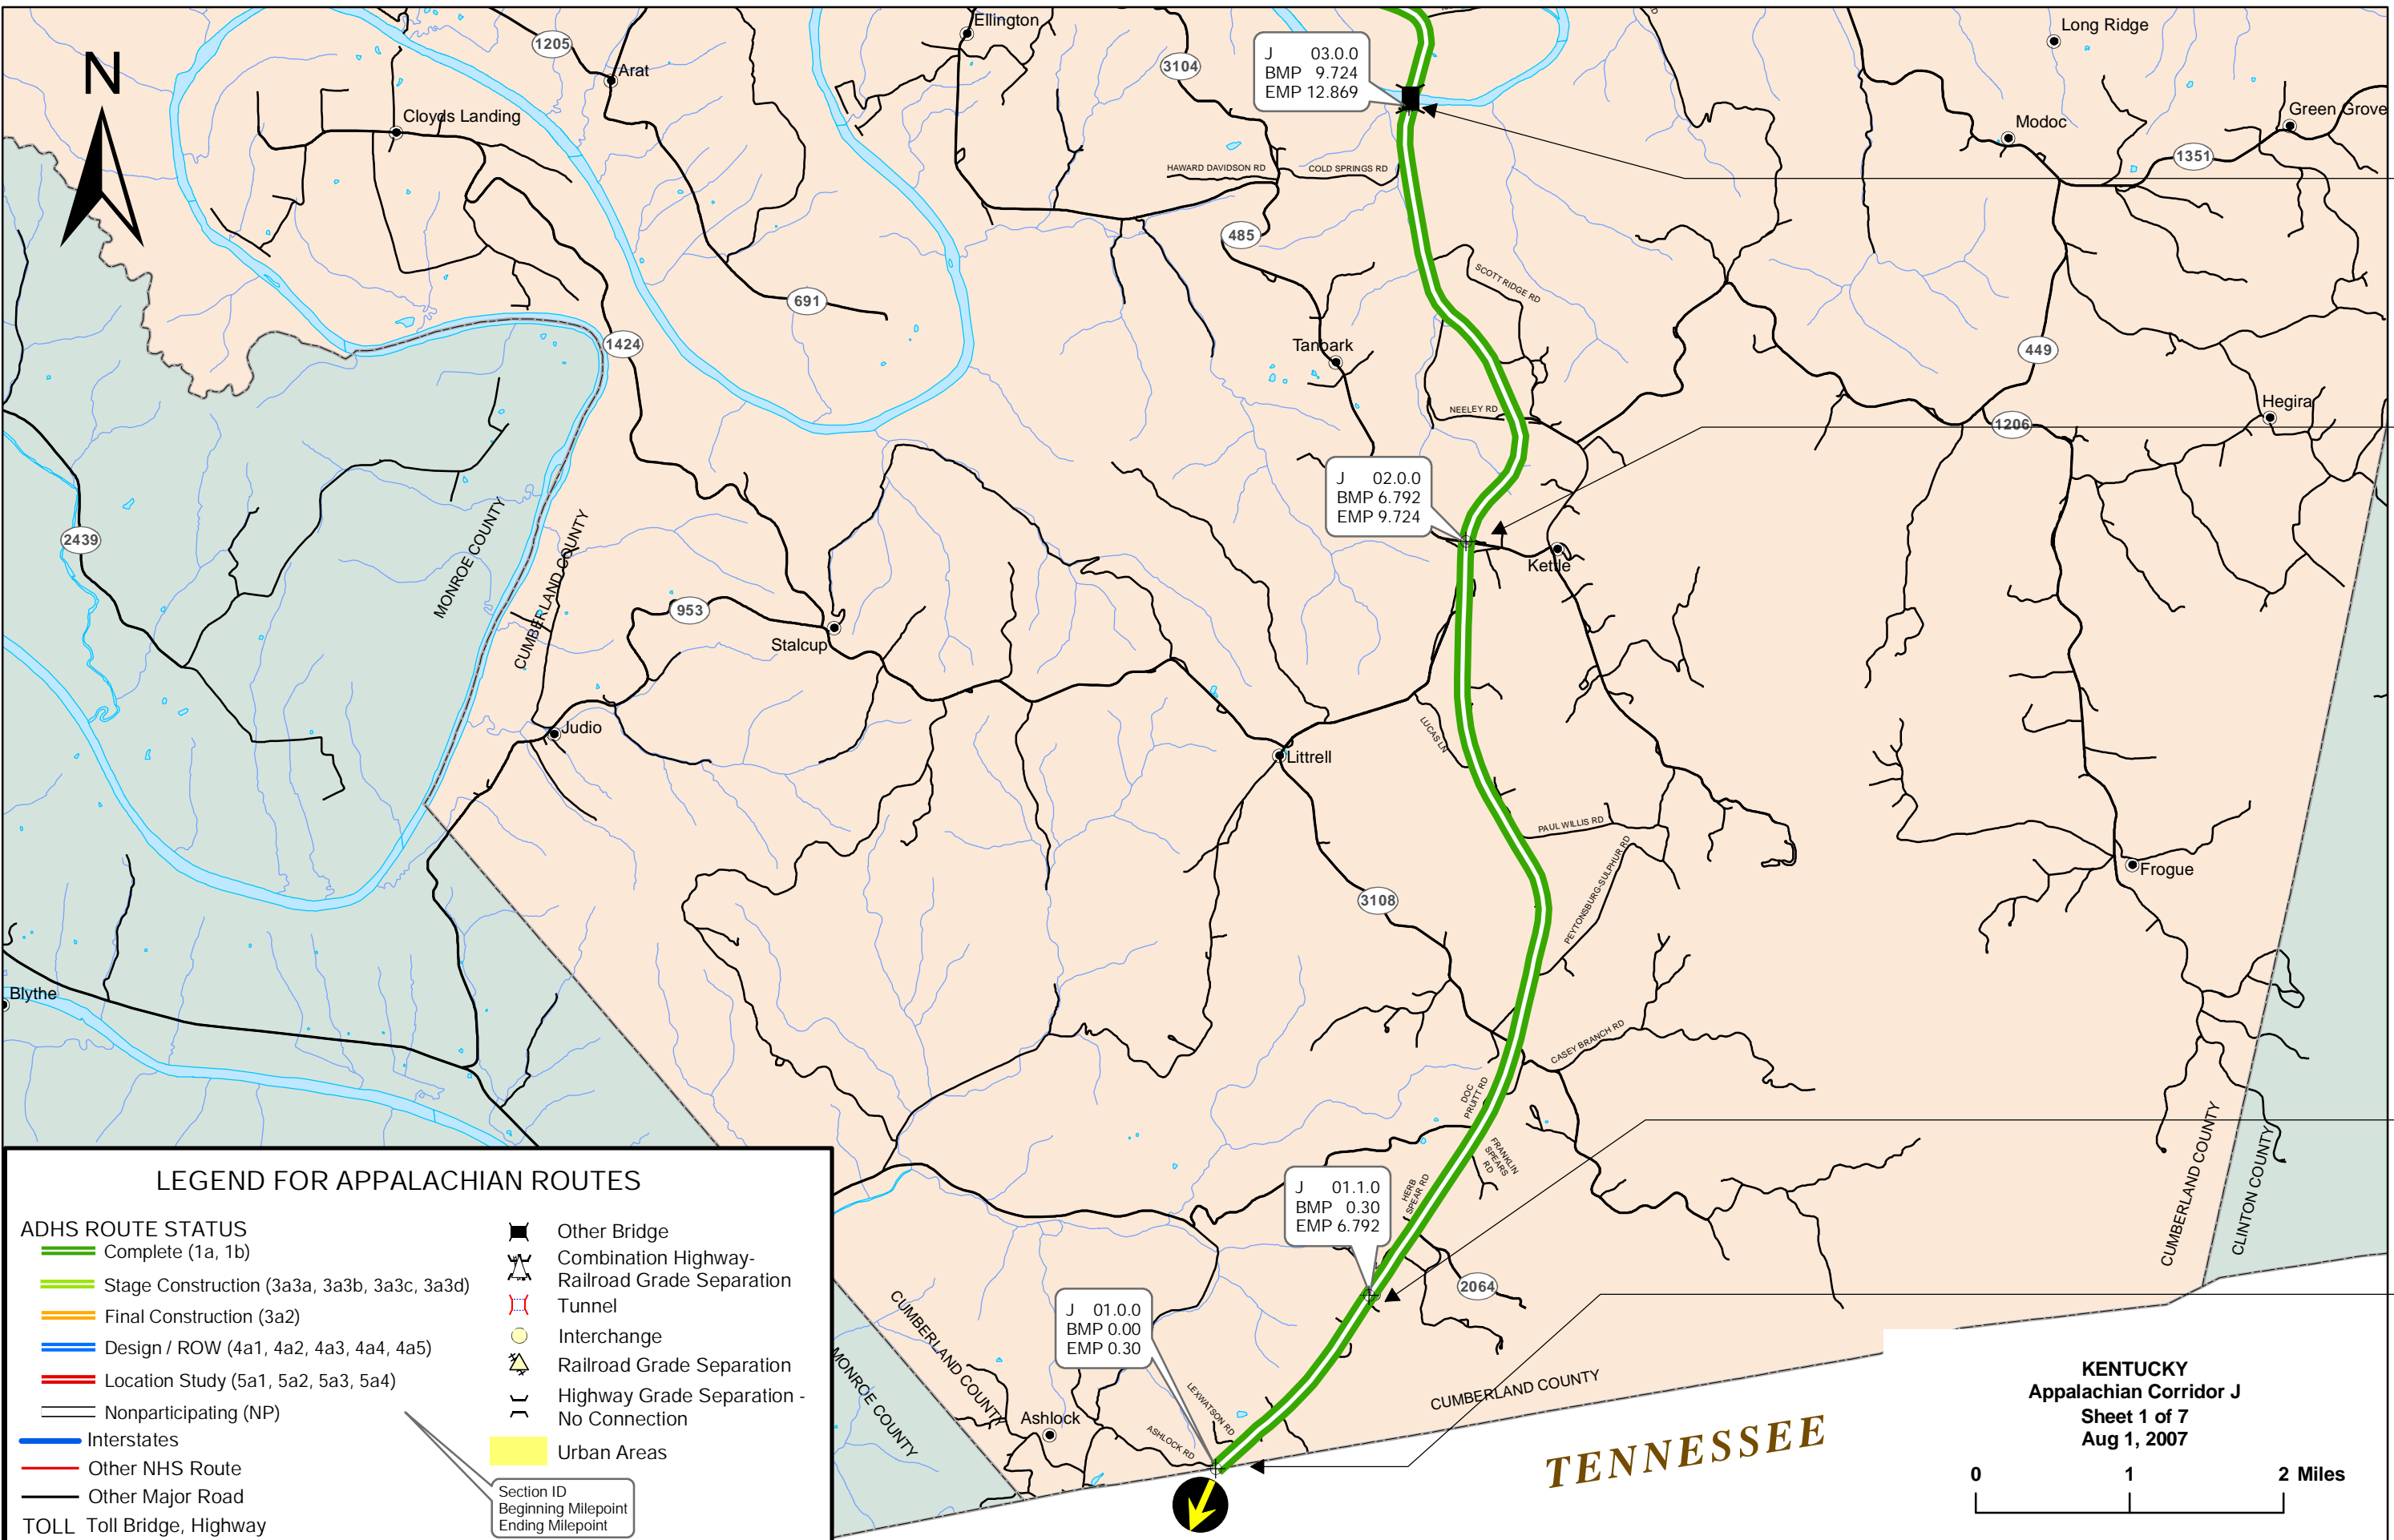 N
Ellington
1205
Arat
Cloyds Landing
3104
J 03.0.0
BMP 9.724
EMP 12.869
Long Ridge
Modoc
Green Grove
1351
HAWARD DAVIDSON RD
COLD SPRINGS RD
485
SCOTT RIDGE RD
691
1424
Tanbark
449
NEELEY RD
Hegira
1206
J 02.0.0
BMP 6.792
EMP 9.724
2439
MONROE COUNTY
CUMBERLAND COUNTY
Kettle
953
Stalcup
Judio
LUCAS LN
Littrell
PAUL WILLIS RD
PEYTONSBURG-SULPHUR RD
Frogue
3108
Blythe
CASEY BRANCH RD
DOC
PRUITT RD
FRANKLIN
SPEARS
RD
HERB
SPEAR RD
J 01.1.0
BMP 0.30
EMP 6.792
2064
CUMBERLAND COUNTY
CLINTON COUNTY
J 01.0.0
BMP 0.00
EMP 0.30
CUMBERLAND COUNTY
MONROE COUNTY
Ashlock
LEXWATSON RD
ASHLOCK RD
CUMBERLAND COUNTY
TENNESSEE
LEGEND FOR APPALACHIAN ROUTES
ADHS ROUTE STATUS
Complete (1a, 1b)
Stage Construction (3a3a, 3a3b, 3a3c, 3a3d)
Final Construction (3a2)
Design / ROW (4a1, 4a2, 4a3, 4a4, 4a5)
Location Study (5a1, 5a2, 5a3, 5a4)
Nonparticipating (NP)
Interstates
Other NHS Route
Other Major Road
TOLL Toll Bridge, Highway
Other Bridge
Combination Highway-
Railroad Grade Separation
Tunnel
Interchange
Railroad Grade Separation
Highway Grade Separation -
No Connection
Urban Areas
Section ID
Beginning Milepoint
Ending Milepoint
KENTUCKY
Appalachian Corridor J
Sheet 1 of 7
Aug 1, 2007
0 1 2 Miles